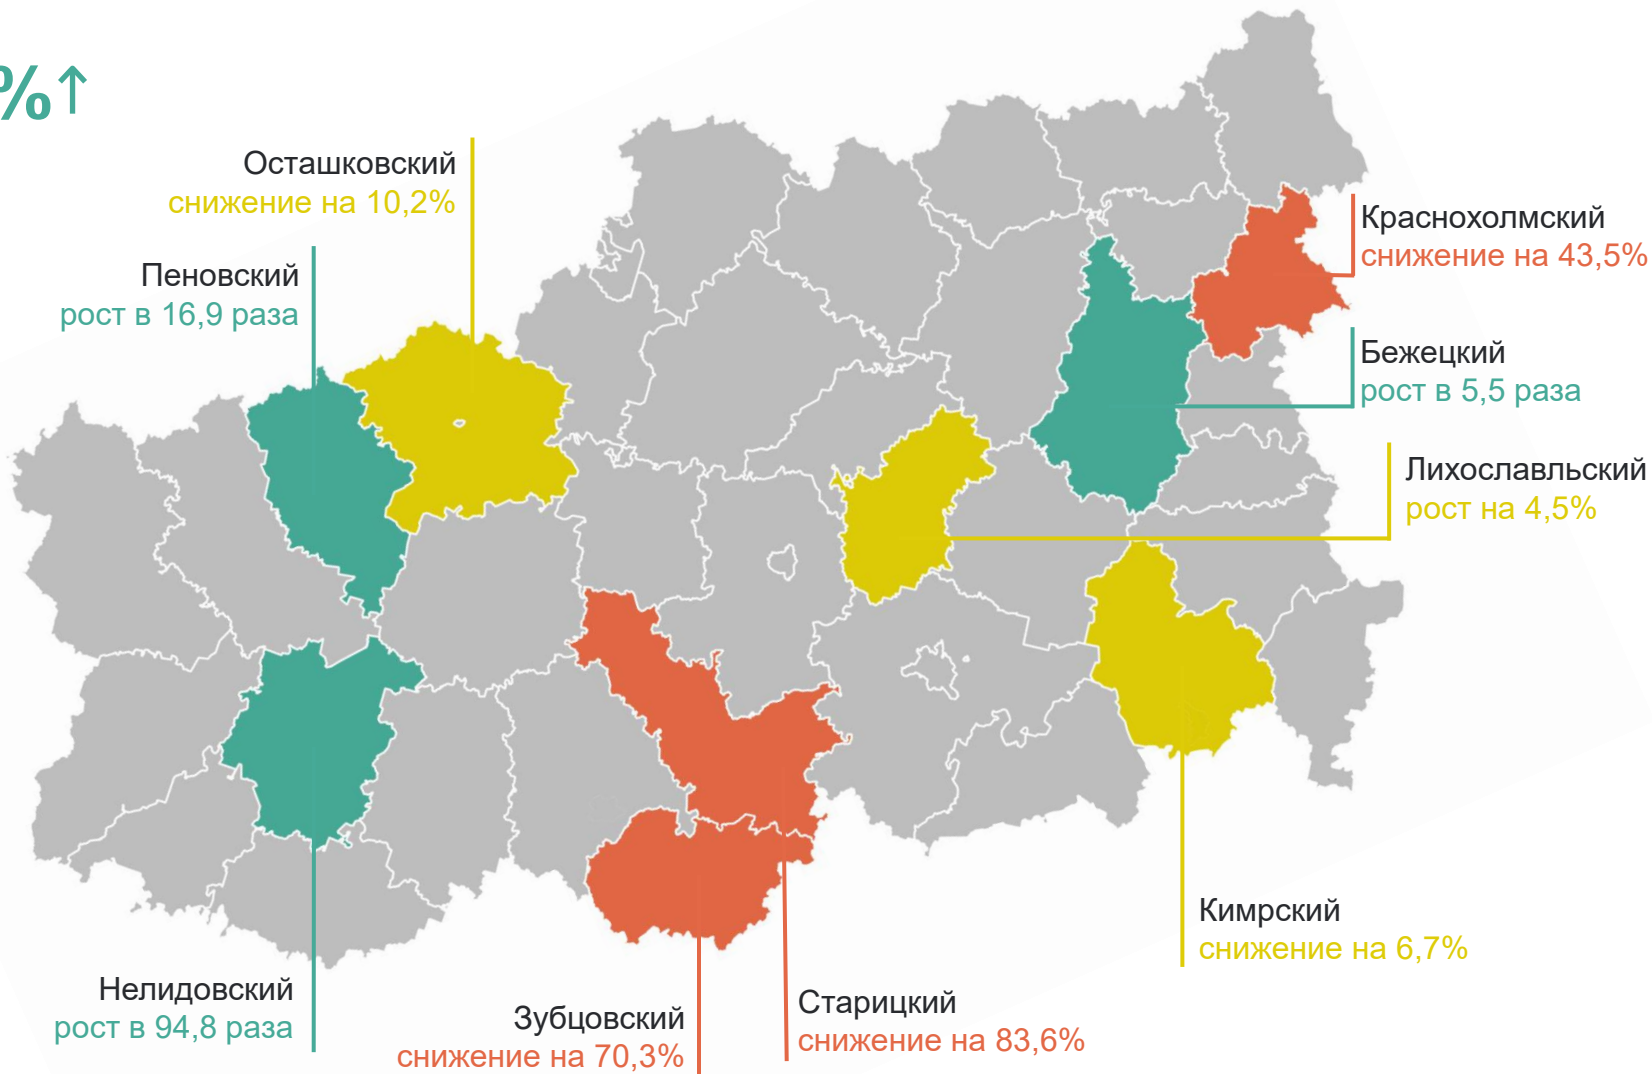 %↑
Осташковский
снижение на 10,2%
Пеновский
рост в 16,9 раза
Краснохолмский
снижение на 43,5%
Бежецкий
рост в 5,5 раза
Лихославльский
рост на 4,5%
Кимрский
снижение на 6,7%
Нелидовский
рост в 94,8 раза
Зубцовский
снижение на 70,3%
Старицкий
снижение на 83,6%